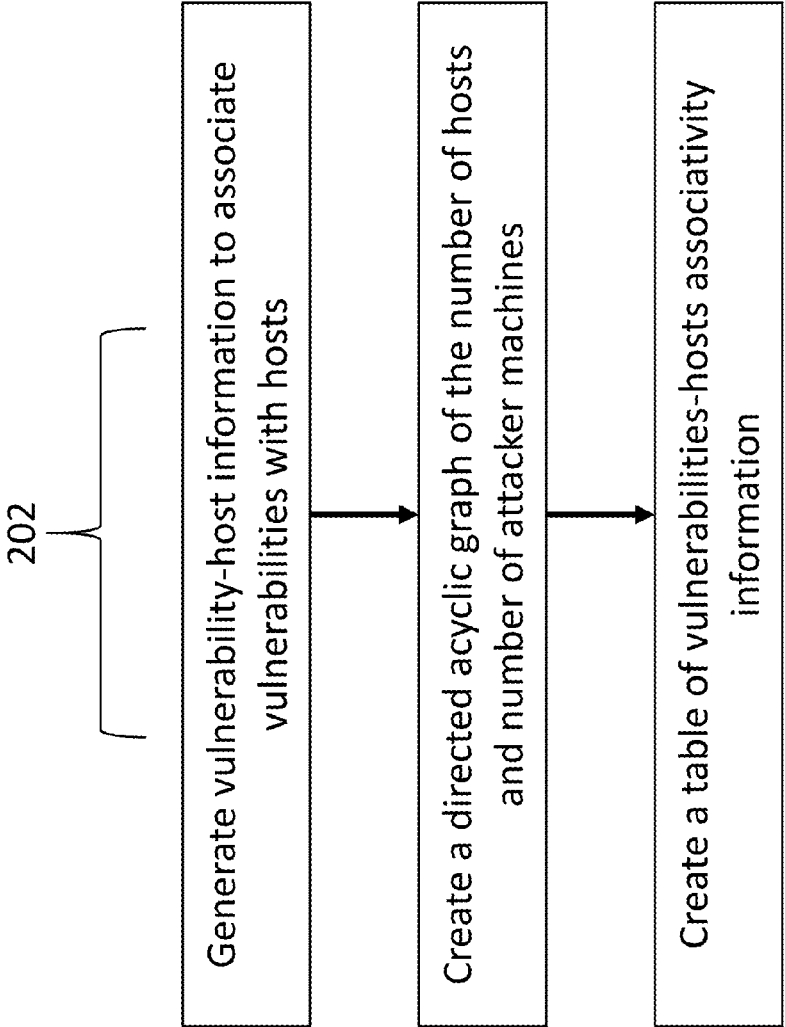 202
Generate vulnerability-host information to associate
vulnerabilities with hosts
Create a directed acyclic graph of the number of hosts
and number of attacker machines
Create a table of vulnerabilities-hosts associativity
information